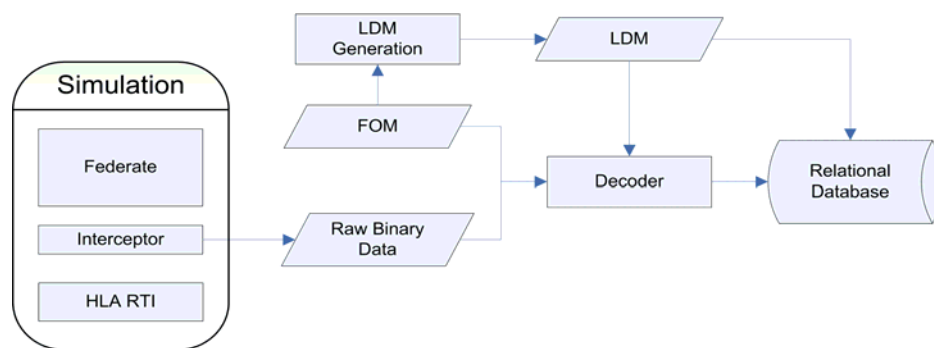 Simulation
Federate
Interceptor
HLA RTI
LDM
Generation
FOM
Raw Binary
Data
LDM
Decoder
Relational
Database